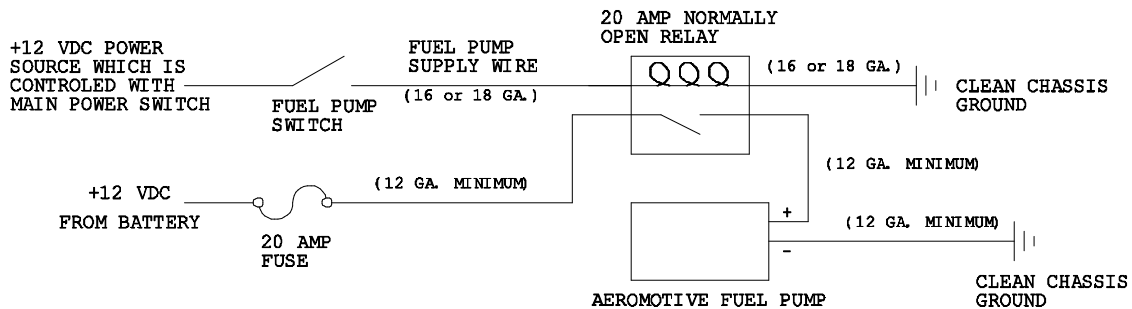 +12 VDC POWER
SOURCE WHICH IS
CONTROLED WITH
MAIN POWER SWITCH
FUEL PUMP
SWITCH
FUEL PUMP
SUPPLY WIRE
(16 or 18 GA.)
20 AMP NORMALLY
OPEN RELAY
(16 or 18 GA.)
CLEAN CHASSIS
GROUND
+12 VDC
FROM BATTERY
20 AMP
FUSE
(12 GA. MINIMUM)
(12 GA. MINIMUM)
+
-
(12 GA. MINIMUM)
CLEAN CHASSIS
GROUND
AEROMOTIVE FUEL PUMP